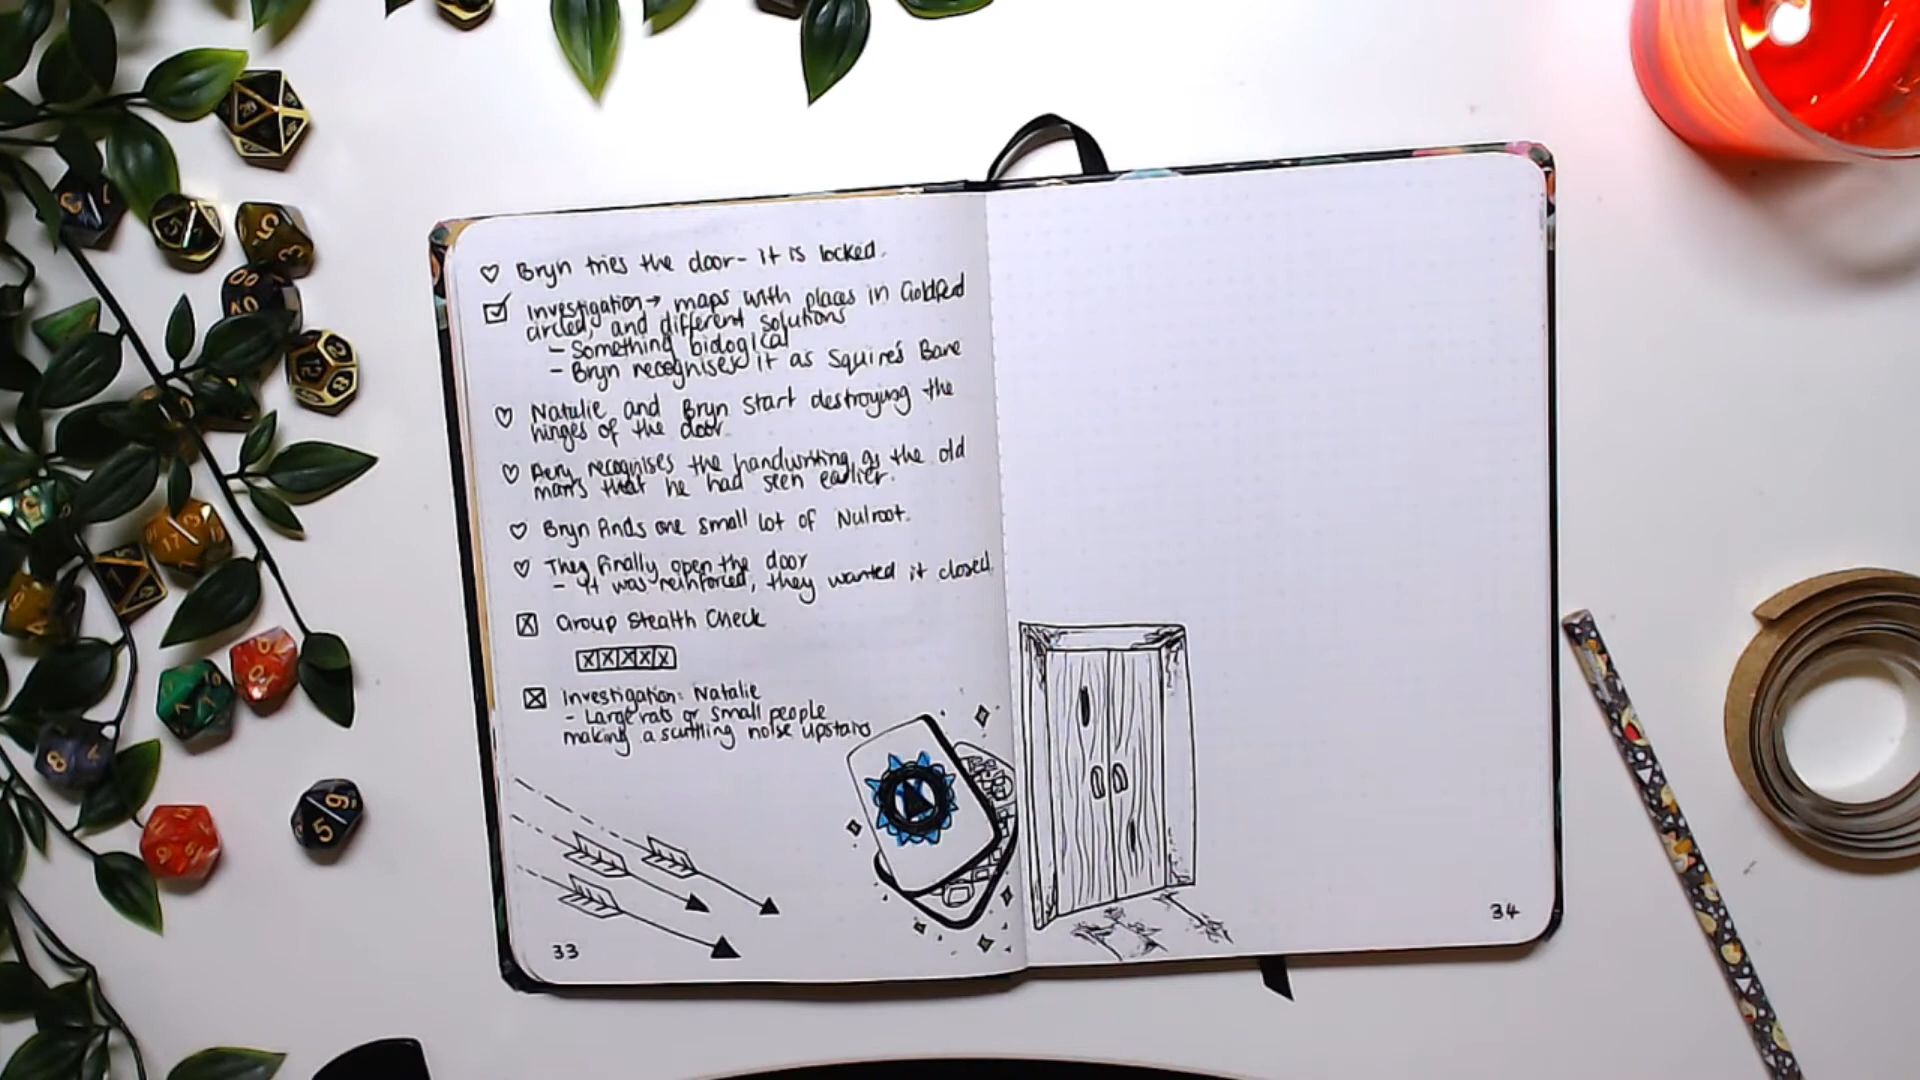 Bryn tries the door - it is locked.
Investigation → maps with places in Goldford
circled, and different solutions
- Something biological
- Bryn recognises it as Squire's Bane
Natalie and Bryn start destroying the
hinges of the door.
recognises the handwriting as the old
man's that he had seen earlier.
Bryn finds one small lot of Nulroot.
They finally open the door
- It was reinforced, they wanted it closed.
Group Stealth Check
XXXXX
Investigation: Natalie
- Large rats or small people
making a scuttling noise upstairs
33
34